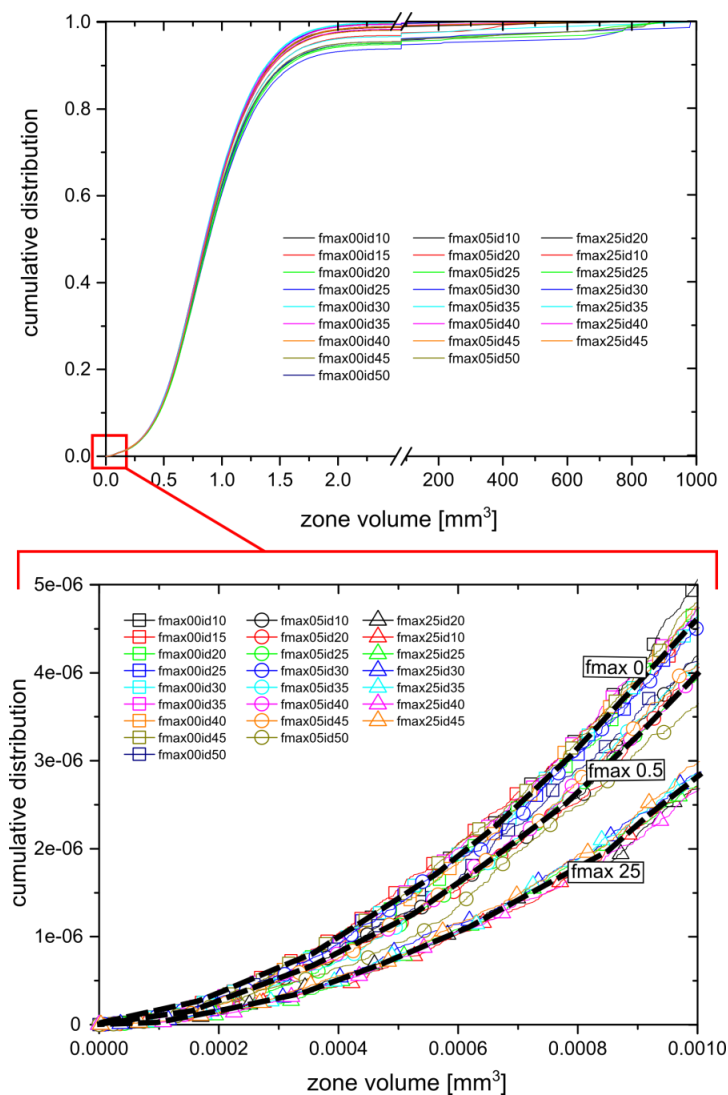 1.0
0.8
0.6
0.4
0.2
0.0
cumulative distribution
fmax00id10 fmax05id10 fmax25id20
fmax00id15 fmax05id20 fmax25id10
fmax00id20 fmax05id25 fmax25id25
fmax00id25 fmax05id30 fmax25id30
fmax00id30 fmax05id35 fmax25id35
fmax00id35 fmax05id40 fmax25id40
fmax00id40 fmax05id45 fmax25id45
fmax00id45 fmax05id50
fmax00id50
0.0 0.5 1.0 1.5 2.0 200 400 600 800 1000
zone volume [mm³]
5e-06
4e-06
3e-06
2e-06
1e-06
0
cumulative distribution
fmax00id10 fmax05id10 fmax25id20
fmax00id15 fmax05id20 fmax25id10
fmax00id20 fmax05id25 fmax25id25
fmax00id25 fmax05id30 fmax25id30
fmax00id30 fmax05id35 fmax25id35
fmax00id35 fmax05id40 fmax25id40
fmax00id40 fmax05id45 fmax25id45
fmax00id45 fmax05id50
fmax00id50
fmax 0
fmax 0.5
fmax 25
0.0000 0.0002 0.0004 0.0006 0.0008 0.0010
zone volume [mm³]